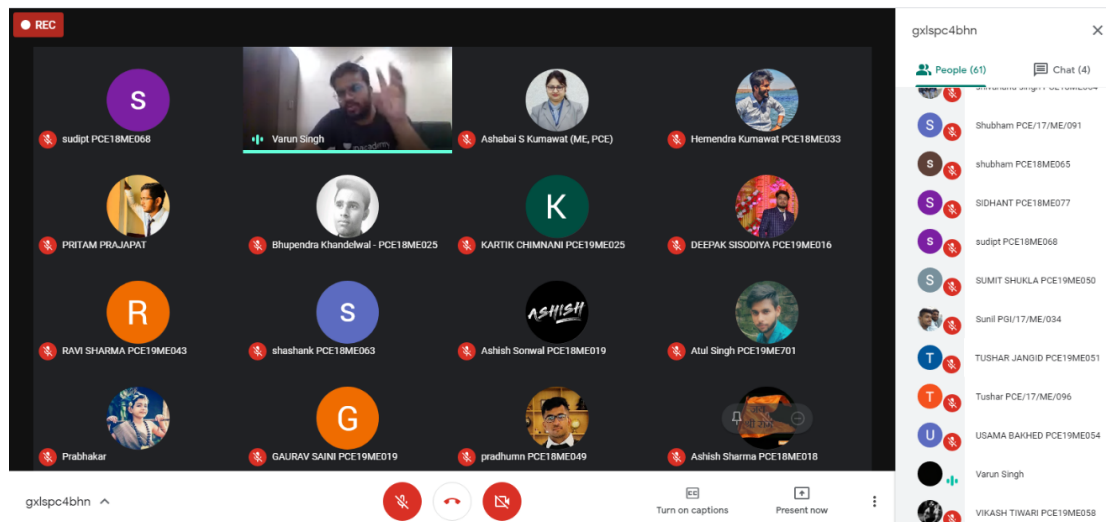 REC
S
sudipt PCE18ME068
Varun Singh
Ashabai S Kumawat (ME, PCE)
Hemendra Kumawat PCE18ME033
PRITAM PRAJAPAT
Bhupendra Khandelwal - PCE18ME025
K
KARTIK CHIMNANI PCE19ME025
DEEPAK SISODIYA PCE19ME016
R
RAVI SHARMA PCE19ME043
S
shashank PCE18ME063
ASHISH
Ashish Sonwal PCE18ME019
Atul Singh PCE19ME701
Prabhakar
G
GAURAV SAINI PCE19ME019
pradhumn PCE18ME049
Ashish Sharma PCE18ME018
gxlspc4bhn
Turn on captions
Present now
gxlspc4bhn
People (61)
Chat (4)
S
Shubham PCE/17/ME/091
s
shubham PCE18ME065
S
SIDHANT PCE18ME077
s
sudipt PCE18ME068
S
SUMIT SHUKLA PCE19ME050
Sunil PGI/17/ME/034
T
TUSHAR JANGID PCE19ME051
T
Tushar PCE/17/ME/096
U
USAMA BAKHED PCE19ME054
Varun Singh
VIKASH TIWARI PCE19ME058